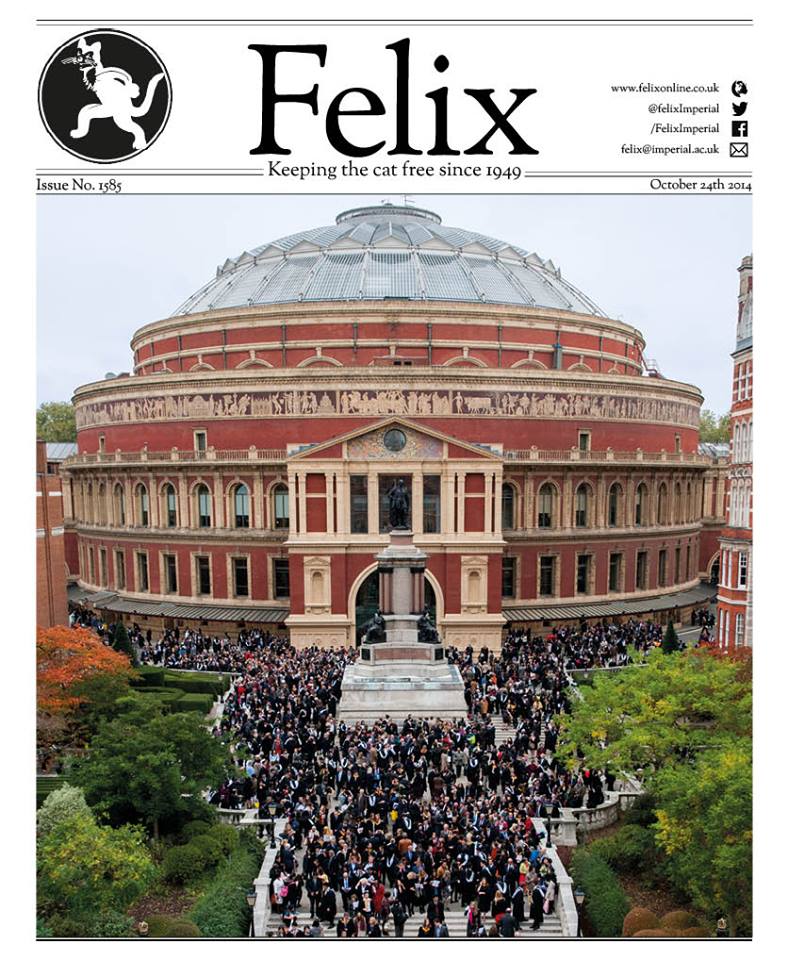 Felix
www.felixonline.co.uk
@felixImperial
/FelixImperial
felix@imperial.ac.uk
Keeping the cat free since 1949
Issue No. 1585
October 24th 2014